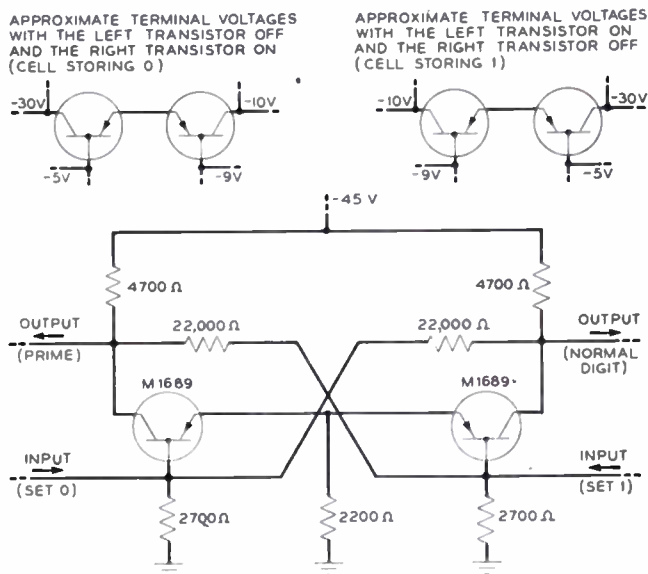 APPROXIMATE TERMINAL VOLTAGES
WITH THE LEFT TRANSISTOR OFF
AND THE RIGHT TRANSISTOR ON
(CELL STORING 0)
APPROXIMATE TERMINAL VOLTAGES
WITH THE LEFT TRANSISTOR ON
AND THE RIGHT TRANSISTOR OFF
(CELL STORING 1)
-30V
-10V
-5V
-9V
-10V
-30V
-9V
-5V
-45 V
4700 Ω
4700 Ω
OUTPUT
(PRIME)
22,000 Ω
22,000 Ω
OUTPUT
(NORMAL
DIGIT)
M1689
M1689
INPUT
(SET 0)
INPUT
(SET 1)
2700 Ω
2200 Ω
2700 Ω